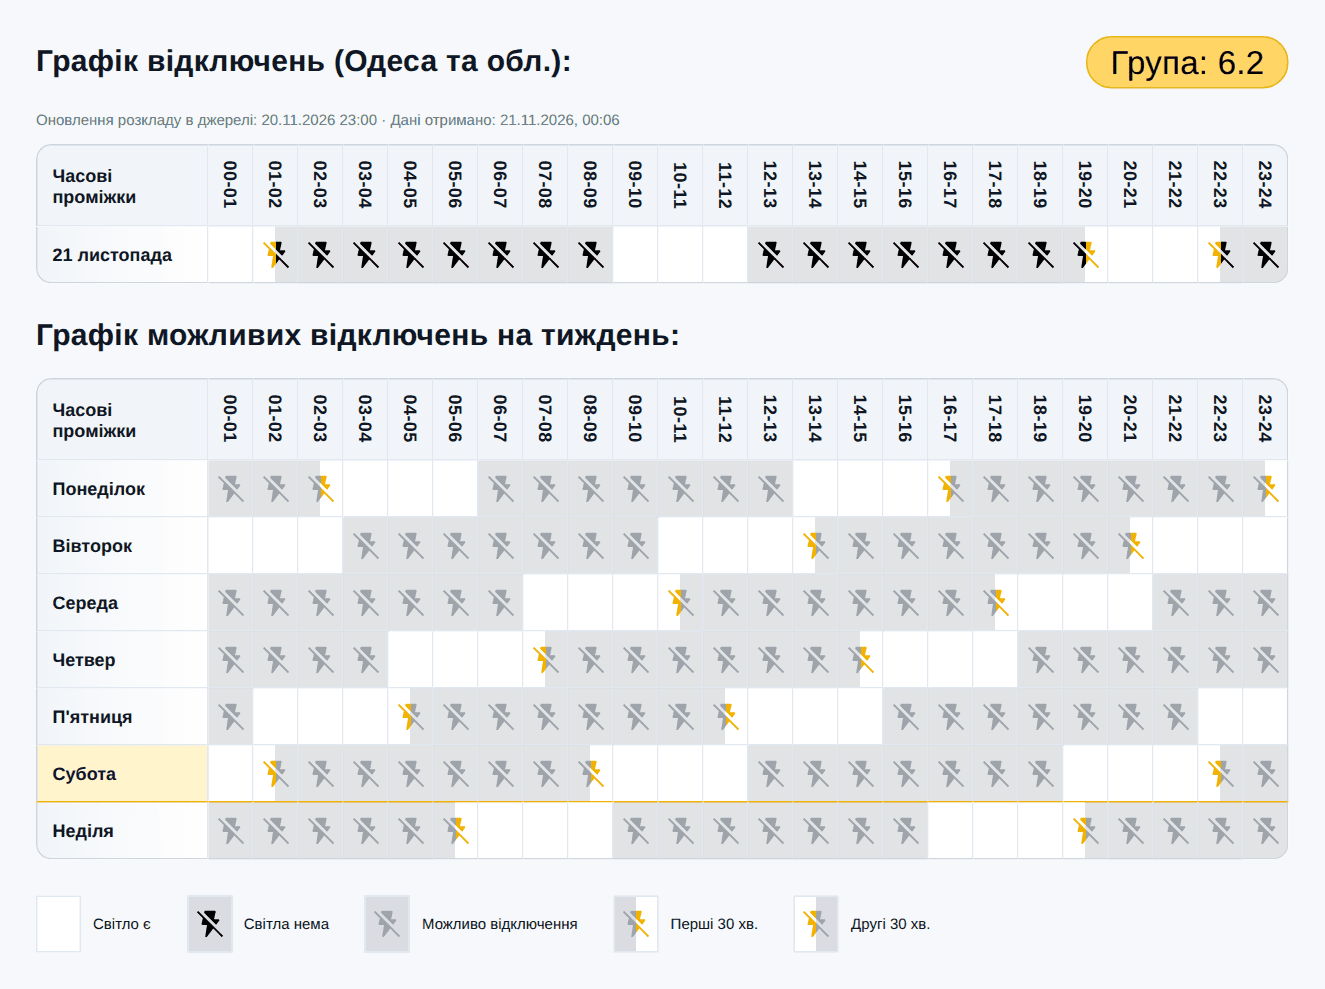 Графік відключень (Одеса та обл.):
Група: 6.2
Оновлення розкладу в джерелі: 20.11.2026 23:00 · Дані отримано: 21.11.2026, 00:06
Часові проміжки 00-01 01-02 02-03 03-04 04-05 05-06 06-07 07-08 08-09 09-10 10-11 11-12 12-13 13-14 14-15 15-16 16-17 17-18 18-19 19-20 20-21 21-22 22-23 23-24
21 листопада
Графік можливих відключень на тиждень:
Часові проміжки 00-01 01-02 02-03 03-04 04-05 05-06 06-07 07-08 08-09 09-10 10-11 11-12 12-13 13-14 14-15 15-16 16-17 17-18 18-19 19-20 20-21 21-22 22-23 23-24
Понеділок
Вівторок
Середа
Четвер
П'ятниця
Субота
Неділя
Світло є Світла нема Можливо відключення Перші 30 хв. Другі 30 хв.